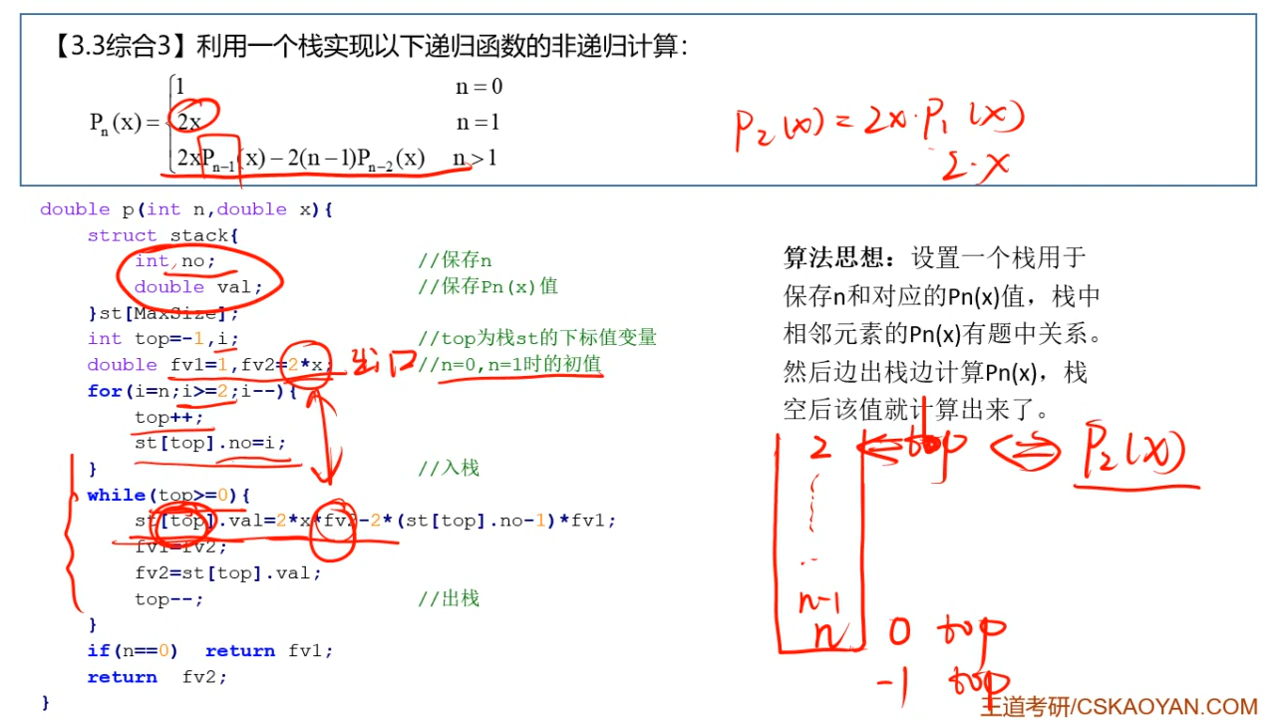 【3.3综合3】利用一个栈实现以下递归函数的非递归计算：
1 n = 0
P_n(x) = 2x n = 1
2xP_{n-1}(x) − 2(n−1)P_{n-2}(x) n > 1
P₂(x) = 2x·P₁(x)
2·x
double p(int n,double x){
struct stack{
int no; //保存n
double val; //保存Pn(x)值
}st[MaxSize];
int top=-1,i; //top为栈st的下标值变量
double fv1=1,fv2=2*x; 出口 //n=0,n=1时的初值
for(i=n;i>=2;i--){
top++;
st[top].no=i;
} //入栈
while(top>=0){
st[top].val=2*x*fv2-2*(st[top].no-1)*fv1;
fv1=fv2;
fv2=st[top].val;
top--; //出栈
}
if(n==0) return fv1;
return fv2;
}
算法思想：设置一个栈用于
保存n和对应的Pn(x)值，栈中
相邻元素的Pn(x)有题中关系。
然后边出栈边计算Pn(x)，栈
空后该值就计算出来了。
2 ⇐ top ⇔ P₂(x)
n-1
n 0 top
-1 top
王道考研/CSKAOYAN.COM